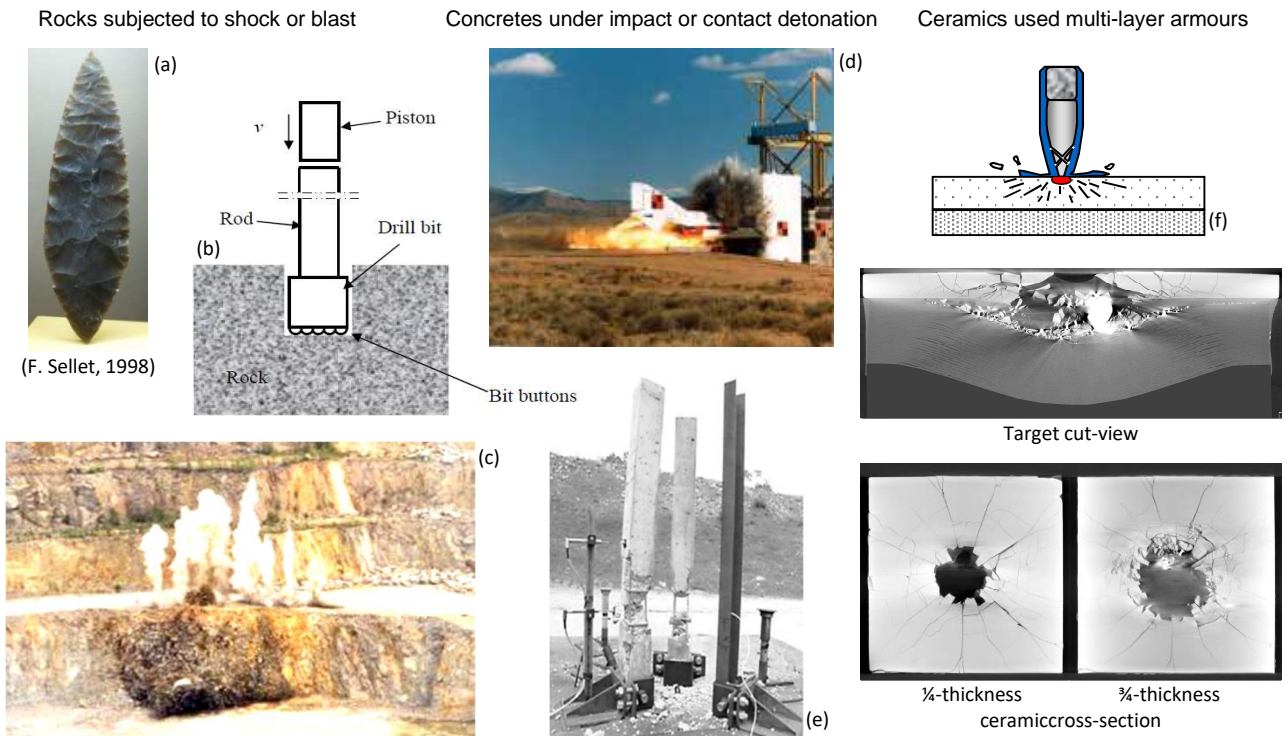 Rocks subjected to shock or blast
Concretes under impact or contact detonation
Ceramics used multi-layer armours
(a)
v
Piston
Rod
(b)
Drill bit
Rock
Bit buttons
(F. Sellet, 1998)
(c)
(d)
(e)
(f)
Target cut-view
¼-thickness
¾-thickness
ceramiccross-section